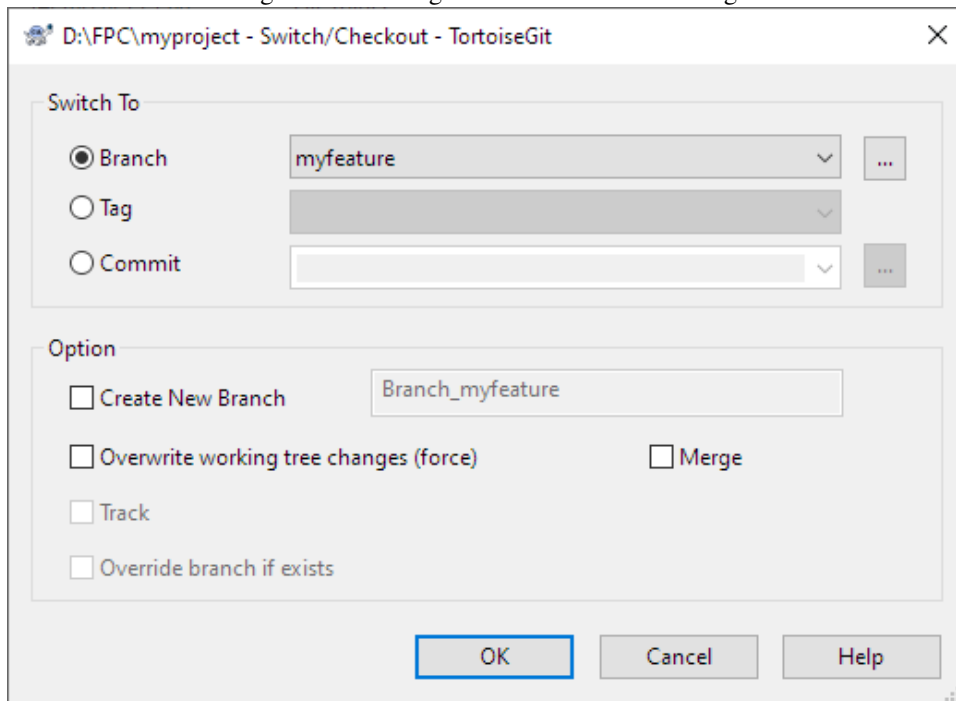 D:\FPC\myproject - Switch/Checkout - TortoiseGit
Switch To
Branch
myfeature
...
Tag
Commit
...
Option
Create New Branch
Branch_myfeature
Overwrite working tree changes (force)
Merge
Track
Override branch if exists
OK
Cancel
Help